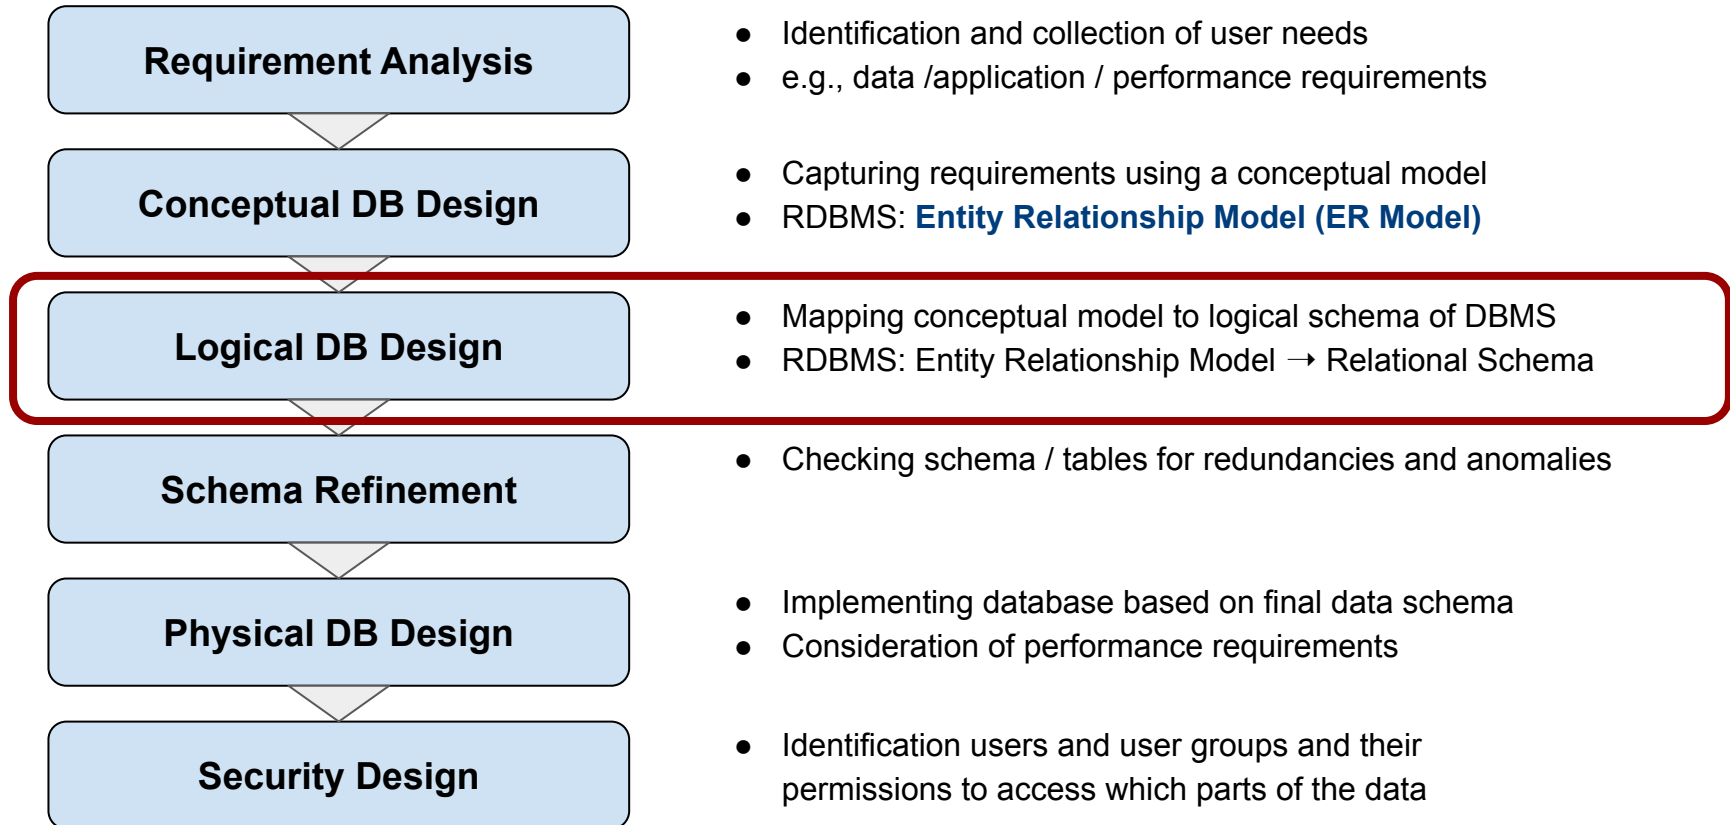 Requirement Analysis
● Identification and collection of user needs
● e.g., data /application / performance requirements
Conceptual DB Design
● Capturing requirements using a conceptual model
● RDBMS: Entity Relationship Model (ER Model)
Logical DB Design
● Mapping conceptual model to logical schema of DBMS
● RDBMS: Entity Relationship Model → Relational Schema
Schema Refinement
● Checking schema / tables for redundancies and anomalies
Physical DB Design
● Implementing database based on final data schema
● Consideration of performance requirements
Security Design
● Identification users and user groups and their
permissions to access which parts of the data